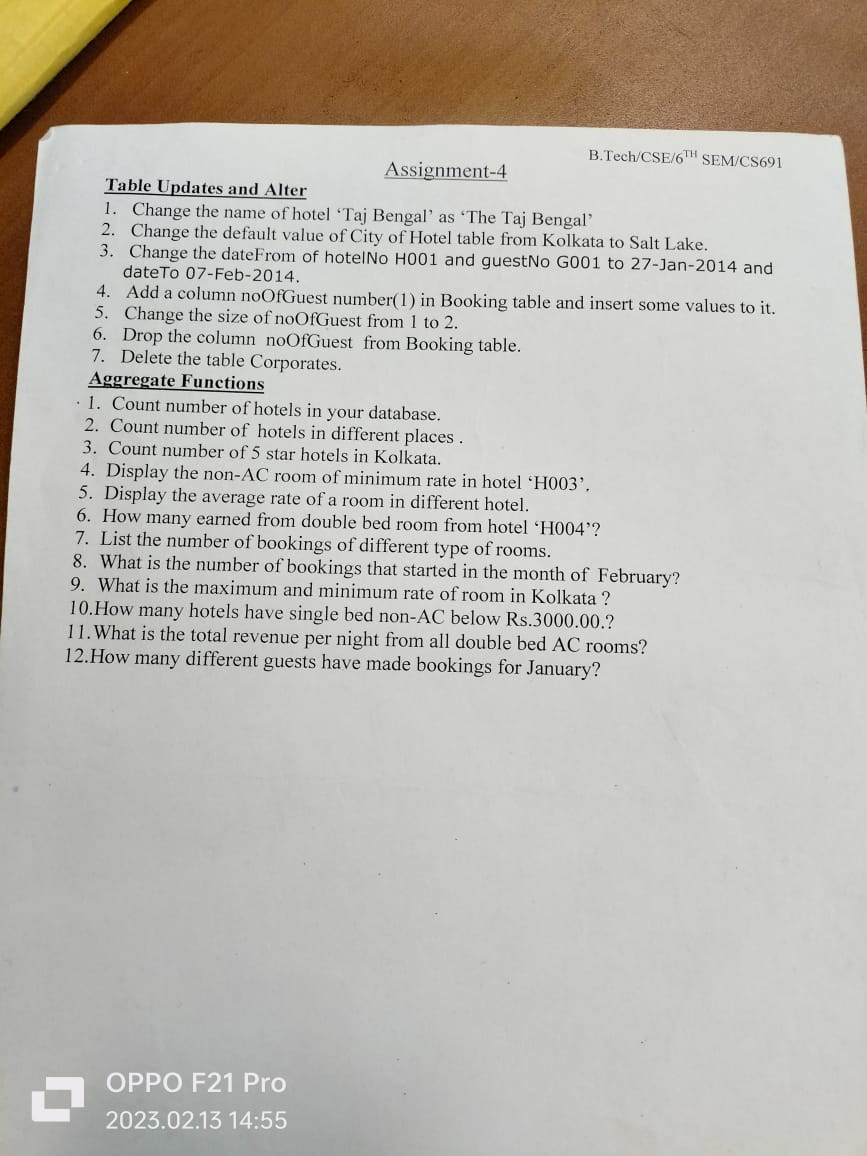 B.Tech/CSE/6TH SEM/CS691
Assignment-4
Table Updates and Alter
1. Change the name of hotel ‘Taj Bengal’ as ‘The Taj Bengal’
2. Change the default value of City of Hotel table from Kolkata to Salt Lake.
3. Change the dateFrom of hotelNo H001 and guestNo G001 to 27-Jan-2014 and
dateTo 07-Feb-2014.
4. Add a column noOfGuest number(1) in Booking table and insert some values to it.
5. Change the size of noOfGuest from 1 to 2.
6. Drop the column noOfGuest from Booking table.
7. Delete the table Corporates.
Aggregate Functions
1. Count number of hotels in your database.
2. Count number of hotels in different places .
3. Count number of 5 star hotels in Kolkata.
4. Display the non-AC room of minimum rate in hotel ‘H003’.
5. Display the average rate of a room in different hotel.
6. How many earned from double bed room from hotel ‘H004’?
7. List the number of bookings of different type of rooms.
8. What is the number of bookings that started in the month of February?
9. What is the maximum and minimum rate of room in Kolkata ?
10.How many hotels have single bed non-AC below Rs.3000.00.?
11.What is the total revenue per night from all double bed AC rooms?
12.How many different guests have made bookings for January?
OPPO F21 Pro
2023.02.13 14:55